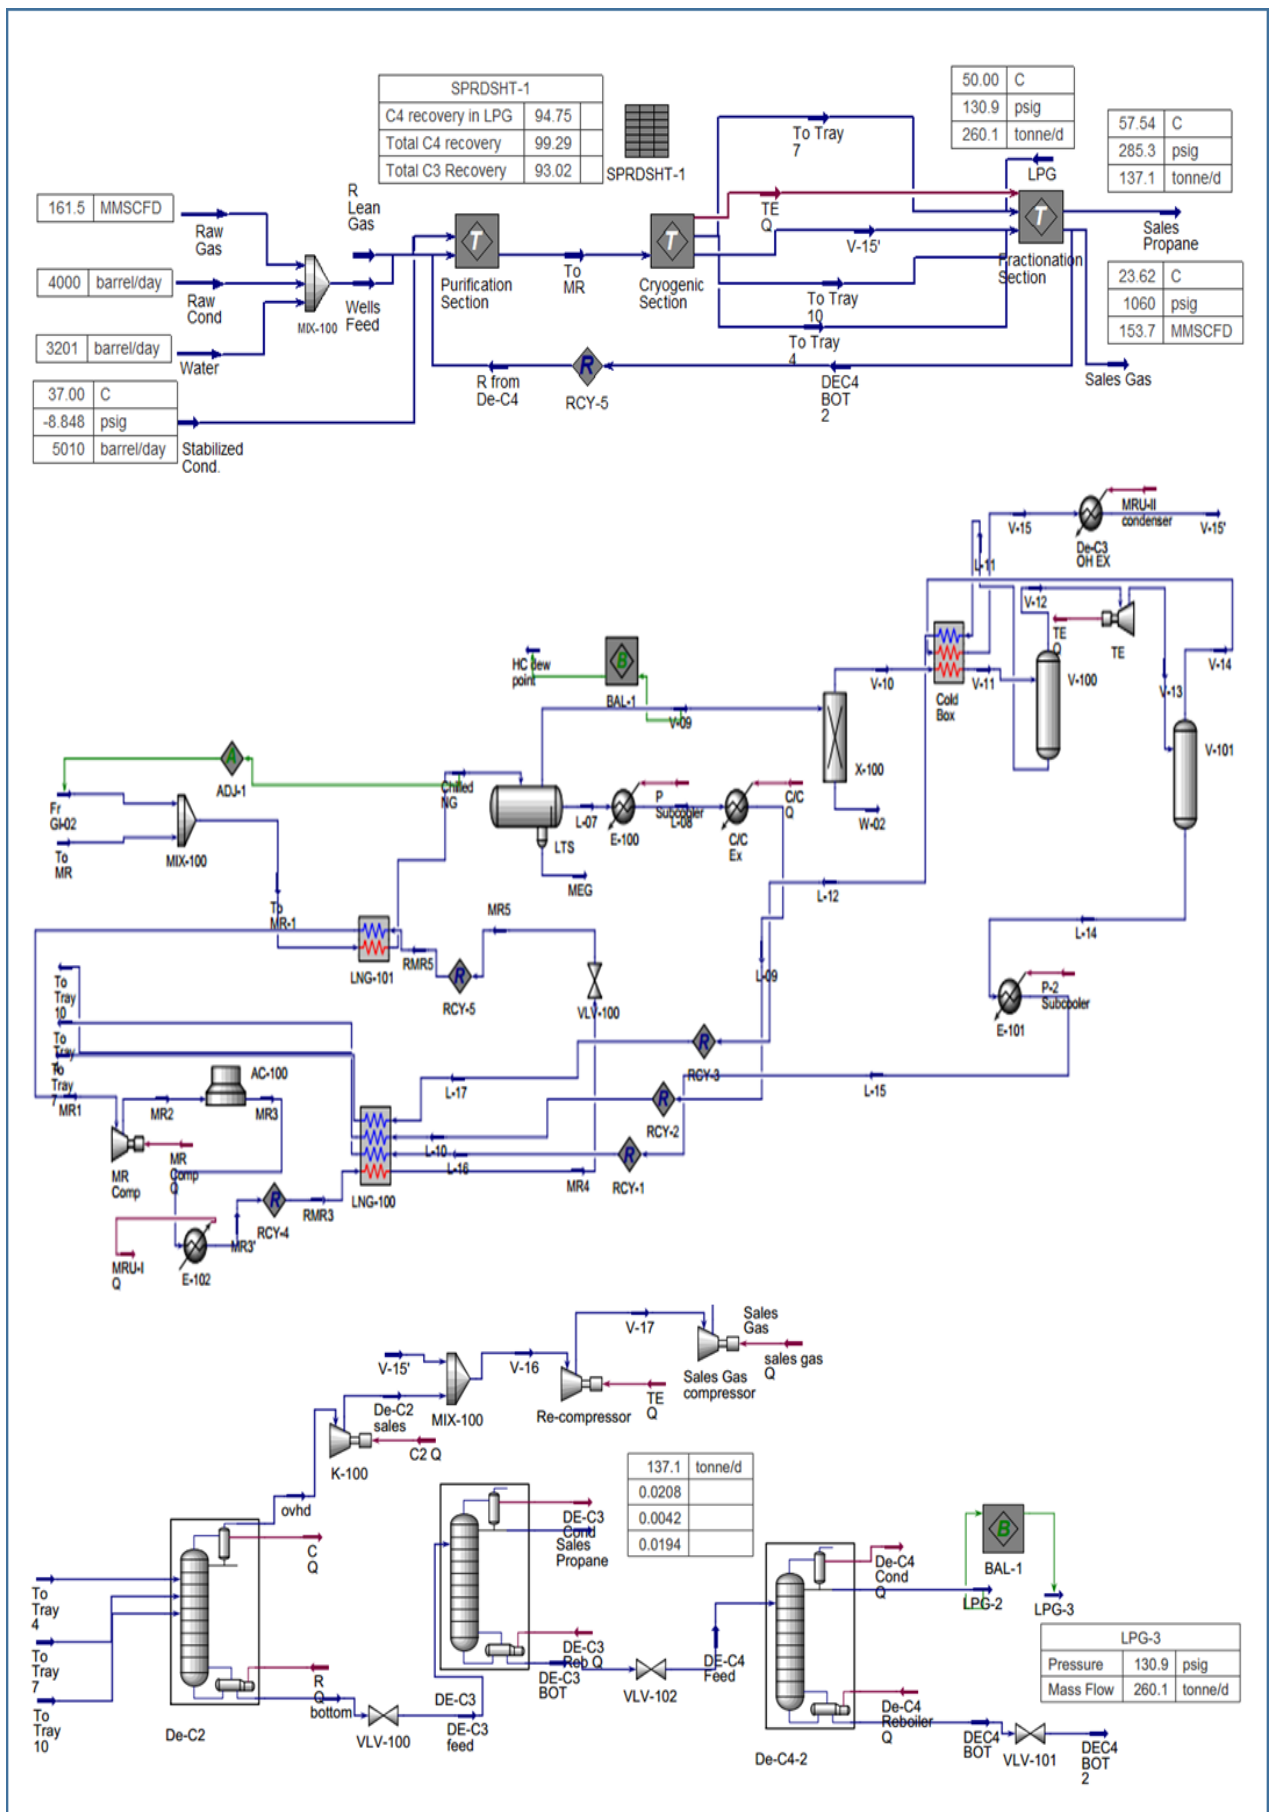 SPRDSHT-1
C4 recovery in LPG 94.75
Total C4 recovery 99.29
Total C3 Recovery 93.02
SPRDSHT-1
50.00 C
130.9 psig
260.1 tonne/d
LPG
57.54 C
285.3 psig
137.1 tonne/d
Sales
Propane
23.62 C
1060 psig
153.7 MMSCFD
Sales Gas
161.5 MMSCFD
Raw
Gas
4000 barrel/day
Raw
Cond
3201 barrel/day
Water
37.00 C
-8.848 psig
5010 barrel/day
Stabilized
Cond.
MIX-100
R
Lean
Gas
Wells
Feed
T
Purification
Section
To
MR
T
Cryogenic
Section
To Tray
7
TE
Q
V-15'
To Tray
10
To Tray
4
T
Fractionation
Section
R from
De-C4
R
RCY-5
DEC4
BOT
2
V-15
MRU-II
condenser
De-C3
OH EX
V-15'
L-11
V-12
TE
Q
TE
V-14
V-13
V-100
V-101
Cold
Box
V-10
V-11
HC dew
point
B
BAL-1
V-09
X-100
W-02
A
ADJ-1
Chilled
NG
Fr
Gl-02
To
MR
MIX-100
To
MR-1
LTS
L-07
MEG
P
Subcooler
E-100
L-08
C/C
Q
C/C
Ex
L-12
L-09
L-14
P-2
Subcooler
E-101
L-15
LNG-101
RMR5
MR5
R
RCY-5
VLV-100
To
Tray
10
To
Tray
4
To
Tray
7
MR1
MR2
AC-100
MR3
MR
Comp
MR
Comp
Q
MRU-I
Q
E-102
MR3'
R
RCY-4
RMR3
LNG-100
L-17
L-10
L-16
MR4
R
RCY-3
R
RCY-2
R
RCY-1
V-15'
De-C2
sales
MIX-100
V-16
V-17
Re-compressor
TE
Q
Sales
Gas
sales gas
Q
Sales Gas
compressor
K-100
C2 Q
ovhd
C
Q
To
Tray
4
To
Tray
7
To
Tray
10
De-C2
R
Q
bottom
VLV-100
DE-C3
DE-C3
feed
DE-C3
Cond
Sales
Propane
137.1 tonne/d
0.0208
0.0042
0.0194
DE-C3
Reb Q
DE-C3
BOT
VLV-102
DE-C4
Feed
De-C4
Cond
Q
LPG-2
B
BAL-1
LPG-3
LPG-3
Pressure 130.9 psig
Mass Flow 260.1 tonne/d
De-C4
Reboiler
Q
De-C4-2
DEC4
BOT
VLV-101
DEC4
BOT
2